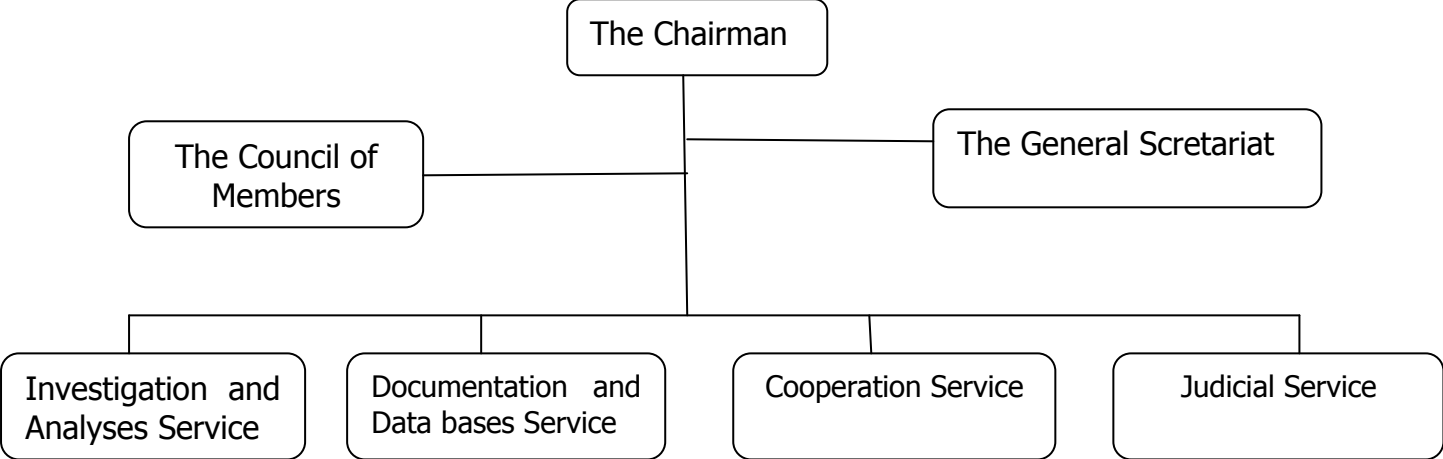 The Chairman
The General Scretariat
The Council of
Members
Investigation and
Analyses Service
Documentation and
Data bases Service
Cooperation Service
Judicial Service